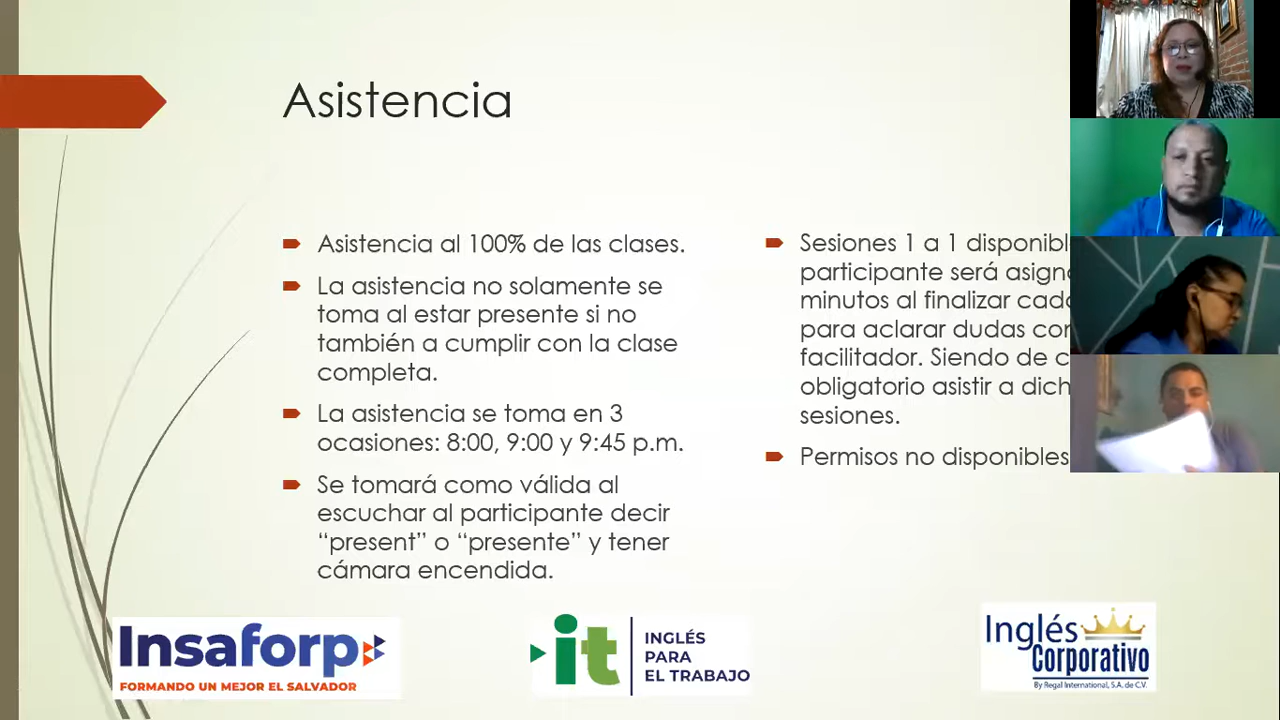 Asistencia
Asistencia al 100% de las clases.
La asistencia no solamente se
toma al estar presente si no
también a cumplir con la clase
completa.
La asistencia se toma en 3
ocasiones: 8:00, 9:00 y 9:45 p.m.
Se tomará como válida al
escuchar al participante decir
“present” o “presente” y tener
cámara encendida.
Sesiones 1 a 1
participante será
minutos al finalizar
para aclarar dudas
facilitador. Siendo de
obligatorio asistir a
sesiones.
Permisos no disponibles
Insaforp
FORMANDO UN MEJOR EL SALVADOR
it
INGLÉS
PARA
EL TRABAJO
Inglés
Corporativo
By Regal International, S.A. de C.V.